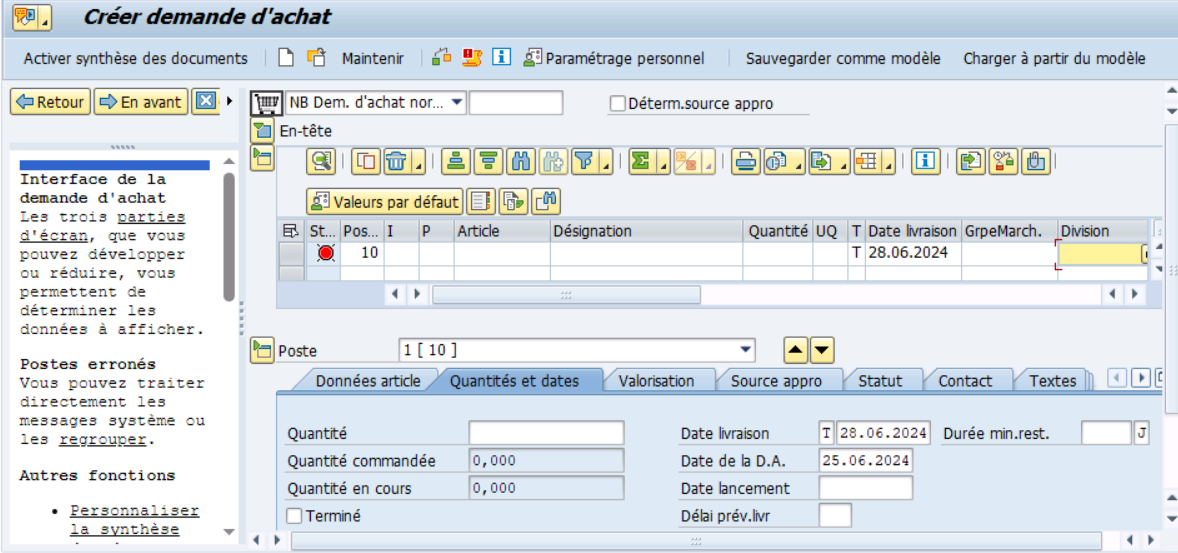 Créer demande d'achat
Activer synthèse des documents Maintenir Paramétrage personnel Sauvegarder comme modèle Charger à partir du modèle
Retour En avant
NB Dem. d'achat nor... Déterm.source appro
En-tête
Interface de la
demande d'achat
Les trois parties
d'écran, que vous
pouvez développer
ou réduire, vous
permettent de
déterminer les
données à afficher.
Postes erronés
Vous pouvez traiter
directement les
messages système ou
les regrouper.
Autres fonctions
• Personnaliser
la synthèse
Valeurs par défaut
St... Pos... I P Article Désignation Quantité UQ T Date livraison GrpeMarch. Division
10 T 28.06.2024
Poste 1 [ 10 ]
Données article Quantités et dates Valorisation Source appro Statut Contact Textes
Quantité Date livraison T 28.06.2024 Durée min.rest. J
Quantité commandée 0,000 Date de la D.A. 25.06.2024
Quantité en cours 0,000 Date lancement
Terminé Délai prév.livr